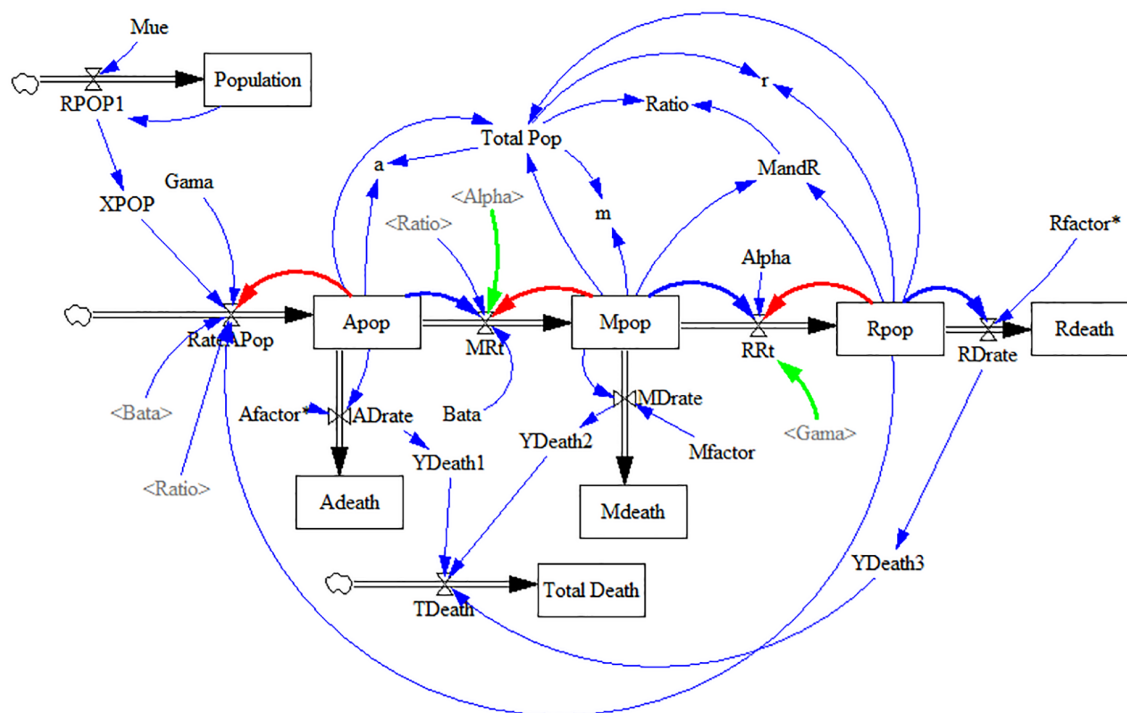 Mue
Population
RPOP1
r
Ratio
Total Pop
a
MandR
Gama
<Alpha>
XPOP
<Ratio>
m
Rfactor*
Alpha
Apop
Mpop
Rpop
Rdeath
RateAPop
MRt
RRt
RDrate
<Bata>
Afactor*
ADrate
Bata
MDrate
YDeath2
<Gama>
Mfactor
YDeath1
<Ratio>
Adeath
Mdeath
YDeath3
Total Death
TDeath